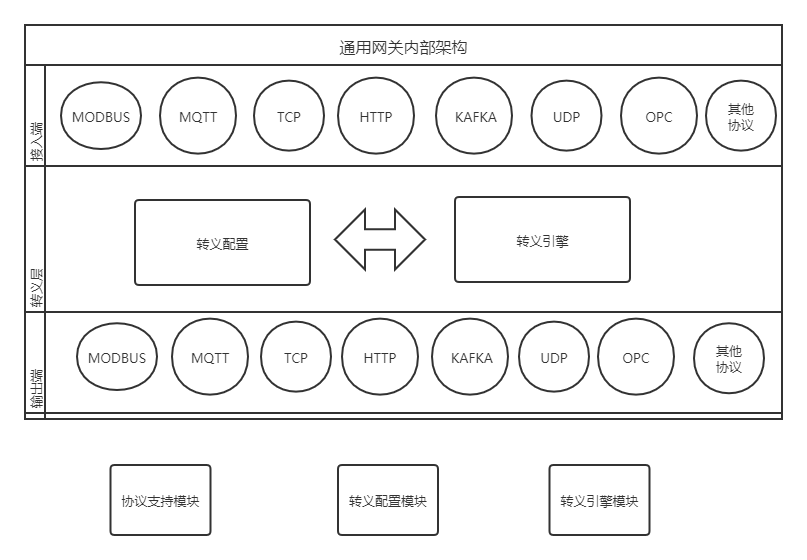 通用网关内部架构
接入端
MODBUS
MQTT
TCP
HTTP
KAFKA
UDP
OPC
其他
协议
转义层
转义配置
转义引擎
输出端
MODBUS
MQTT
TCP
HTTP
KAFKA
UDP
OPC
其他
协议
协议支持模块
转义配置模块
转义引擎模块